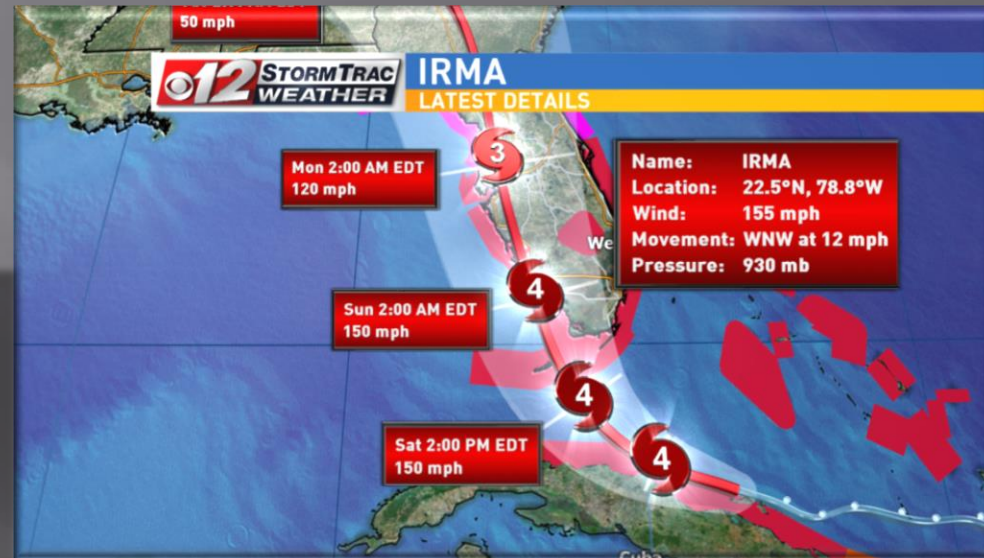 50 mph
12 STORMTRAC
WEATHER
IRMA
LATEST DETAILS
3
Mon 2:00 AM EDT
120 mph
Name: IRMA
Location: 22.5°N, 78.8°W
Wind: 155 mph
Movement: WNW at 12 mph
Pressure: 930 mb
We
4
Sun 2:00 AM EDT
150 mph
4
Sat 2:00 PM EDT
150 mph
4
Cuba